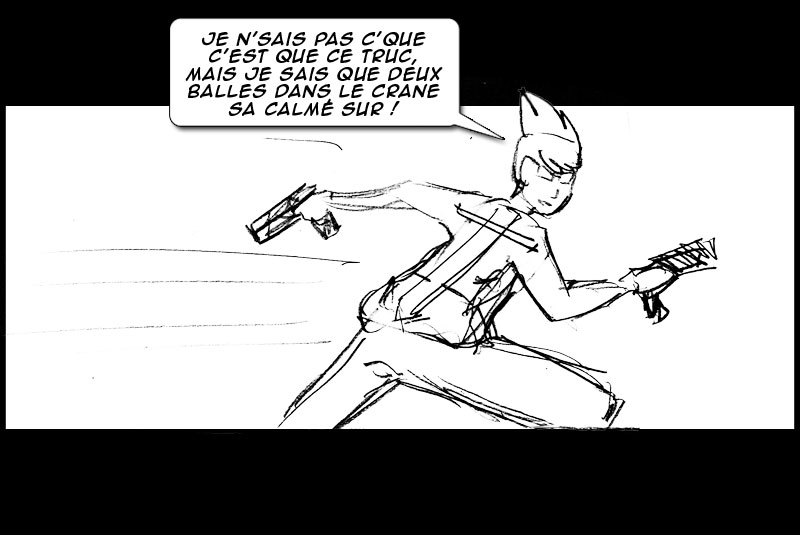 JE N'SAIS PAS C'QUE
C'EST QUE CE TRUC,
MAIS JE SAIS QUE DEUX
BALLES DANS LE CRANE
SA CALMÉ SUR !